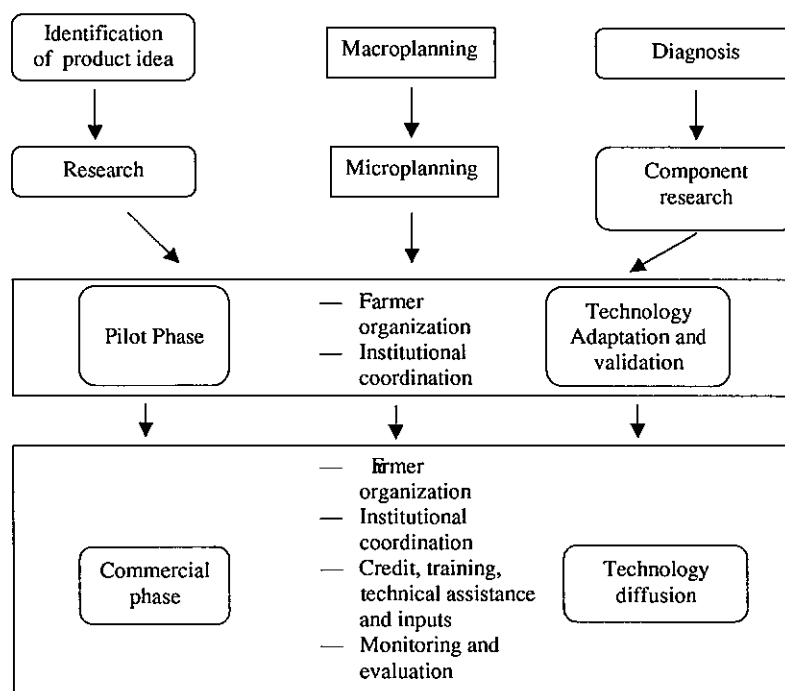 Identification
of product idea
Macroplanning
Diagnosis
Research
Microplanning
Component
research
Pilot Phase
— Farmer
organization
— Institutional
coordination
Technology
Adaptation and
validation
Commercial
phase
— Farmer
organization
— Institutional
coordination
— Credit, training,
technical assistance
and inputs
— Monitoring and
evaluation
Technology
diffusion